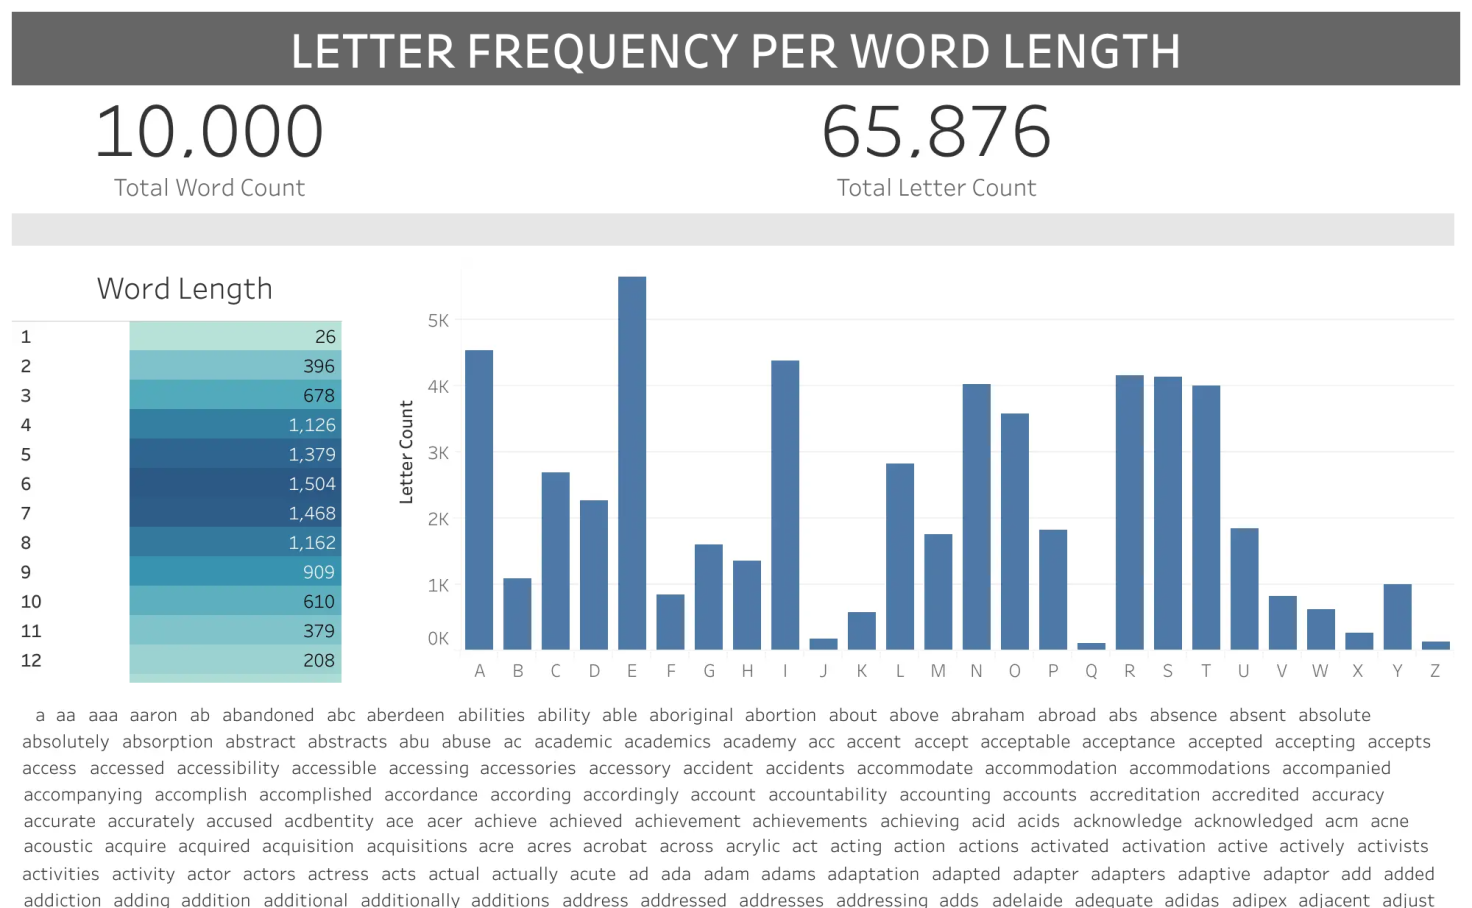 LETTER FREQUENCY PER WORD LENGTH
10,000
Total Word Count
65,876
Total Letter Count
Word Length
1 26
2 396
3 678
4 1,126
5 1,379
6 1,504
7 1,468
8 1,162
9 909
10 610
11 379
12 208
Letter Count
5K
4K
3K
2K
1K
0K
A B C D E F G H I J K L M N O P Q R S T U V W X Y Z
a aa aaa aaron ab abandoned abc aberdeen abilities ability able aboriginal abortion about above abraham abroad abs absence absent absolute
absolutely absorption abstract abstracts abu abuse ac academic academics academy acc accent accept acceptable acceptance accepted accepting accepts
access accessed accessibility accessible accessing accessories accessory accident accidents accommodate accommodation accommodations accompanied
accompanying accomplish accomplished accordance according accordingly account accountability accounting accounts accreditation accredited accuracy
accurate accurately accused acdbentity ace acer achieve achieved achievement achievements achieving acid acids acknowledge acknowledged acm acne
acoustic acquire acquired acquisition acquisitions acre acres acrobat across acrylic act acting action actions activated activation active actively activists
activities activity actor actors actress acts actual actually acute ad ada adam adams adaptation adapted adapter adapters adaptive adaptor add added
addiction adding addition additional additionally additions address addressed addresses addressing adds adelaide adequate adidas adipex adjacent adjust